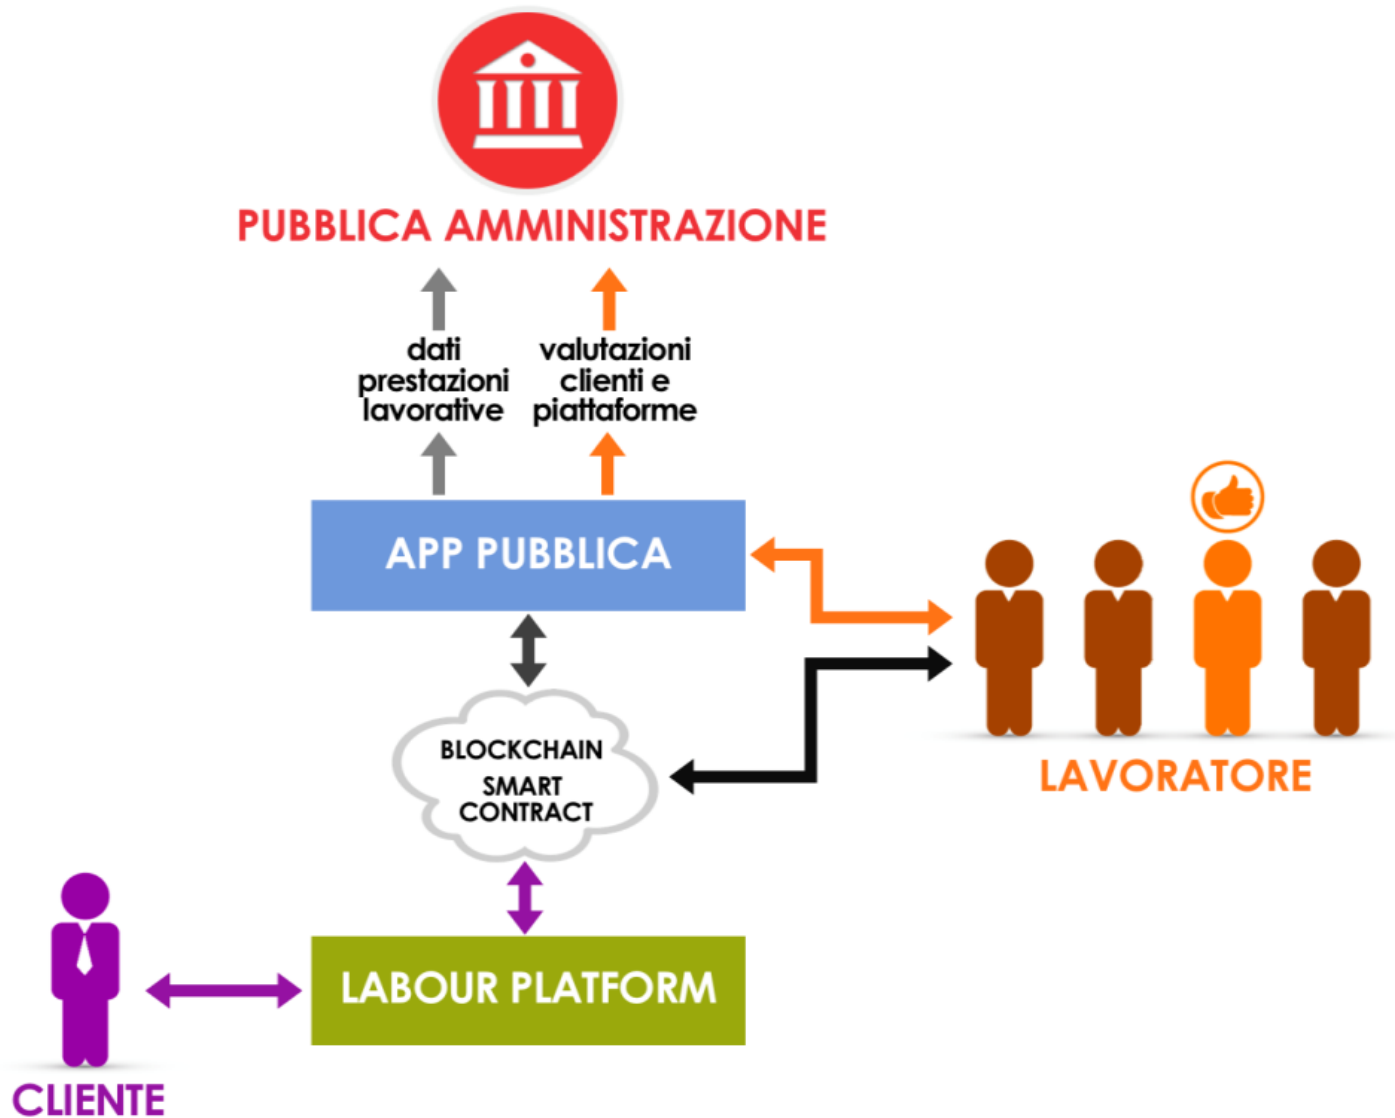 PUBBLICA AMMINISTRAZIONE
dati
prestazioni
lavorative
valutazioni
clienti e
piattaforme
APP PUBBLICA
BLOCKCHAIN
SMART
CONTRACT
LAVORATORE
LABOUR PLATFORM
CLIENTE